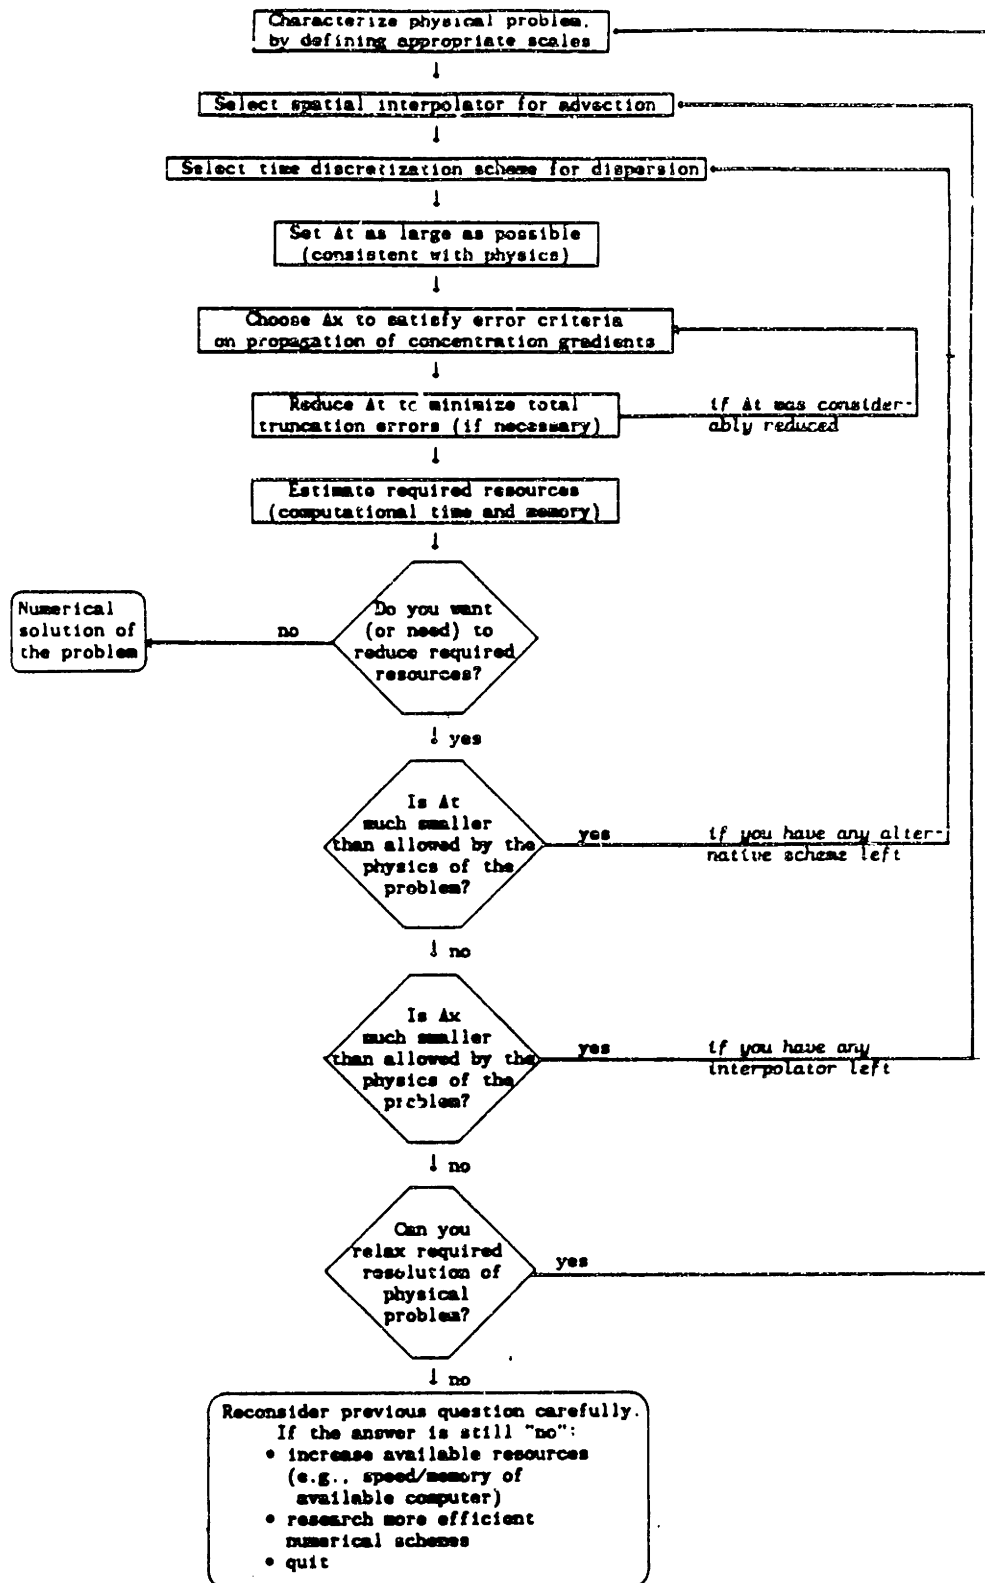 Characterize physical problem,
by defining appropriate scales
Select spatial interpolator for advection
Select time discretization scheme for dispersion
Set Δt as large as possible
(consistent with physics)
Choose Δx to satisfy error criteria
on propagation of concentration gradients
Reduce Δt to minimize total
truncation errors (if necessary)
if Δt was consider-
ably reduced
Estimate required resources
(computational time and memory)
Do you want
(or need) to
reduce required
resources?
no
Numerical
solution of
the problem
yes
Is Δt
much smaller
than allowed by the
physics of the
problem?
yes
if you have any alter-
native scheme left
no
Is Δx
much smaller
than allowed by the
physics of the
problem?
yes
if you have any
interpolator left
no
Can you
relax required
resolution of
physical
problem?
yes
no
Reconsider previous question carefully.
If the answer is still "no":
• increase available resources
(e.g., speed/memory of
available computer)
• research more efficient
numerical schemes
• quit